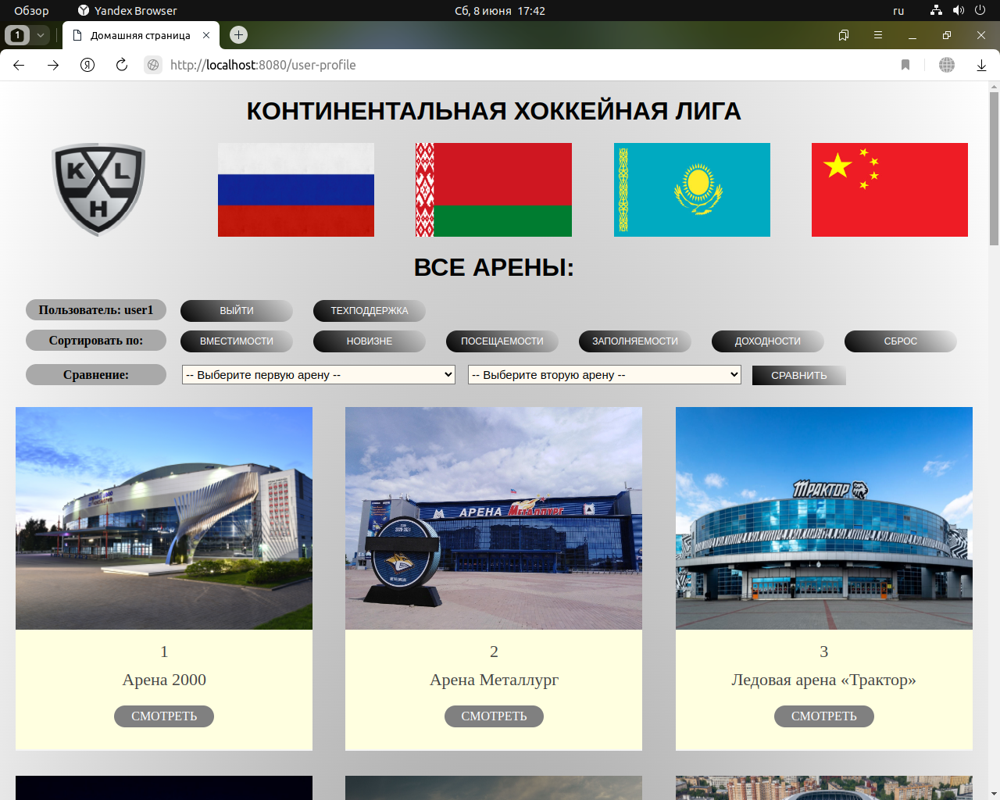 Обзор Yandex Browser Сб, 8 июня 17:42 ru
1 Домашняя страница
Я http://localhost:8080/user-profile
КОНТИНЕНТАЛЬНАЯ ХОККЕЙНАЯ ЛИГА
K L
H
ВСЕ АРЕНЫ:
Пользователь: user1 ВЫЙТИ ТЕХПОДДЕРЖКА
Сортировать по: ВМЕСТИМОСТИ НОВИЗНЕ ПОСЕЩАЕМОСТИ ЗАПОЛНЯЕМОСТИ ДОХОДНОСТИ СБРОС
Сравнение: -- Выберите первую арену -- -- Выберите вторую арену -- СРАВНИТЬ
АРЕНА Металлург
2020-2021
Трактор
1 2 3
Арена 2000 Арена Металлург Ледовая арена «Трактор»
СМОТРЕТЬ СМОТРЕТЬ СМОТРЕТЬ